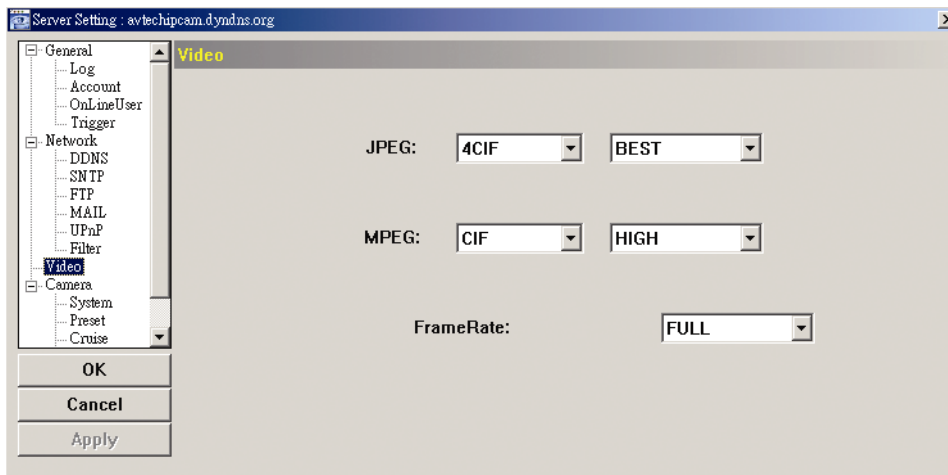 Server Setting : avtechipcam.dyndns.org
General
Log
Account
OnLineUser
Trigger
Network
DDNS
SNTP
FTP
MAIL
UPnP
Filter
Video
Camera
System
Preset
Cruise
OK
Cancel
Apply
Video
JPEG: 4CIF BEST
MPEG: CIF HIGH
FrameRate: FULL